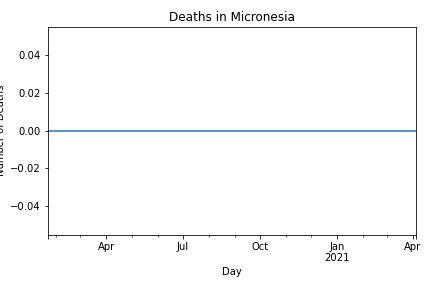 Deaths in Micronesia
Number of Deaths
0.04
0.02
0.00
−0.02
−0.04
Apr
Jul
Oct
Jan
2021
Apr
Day